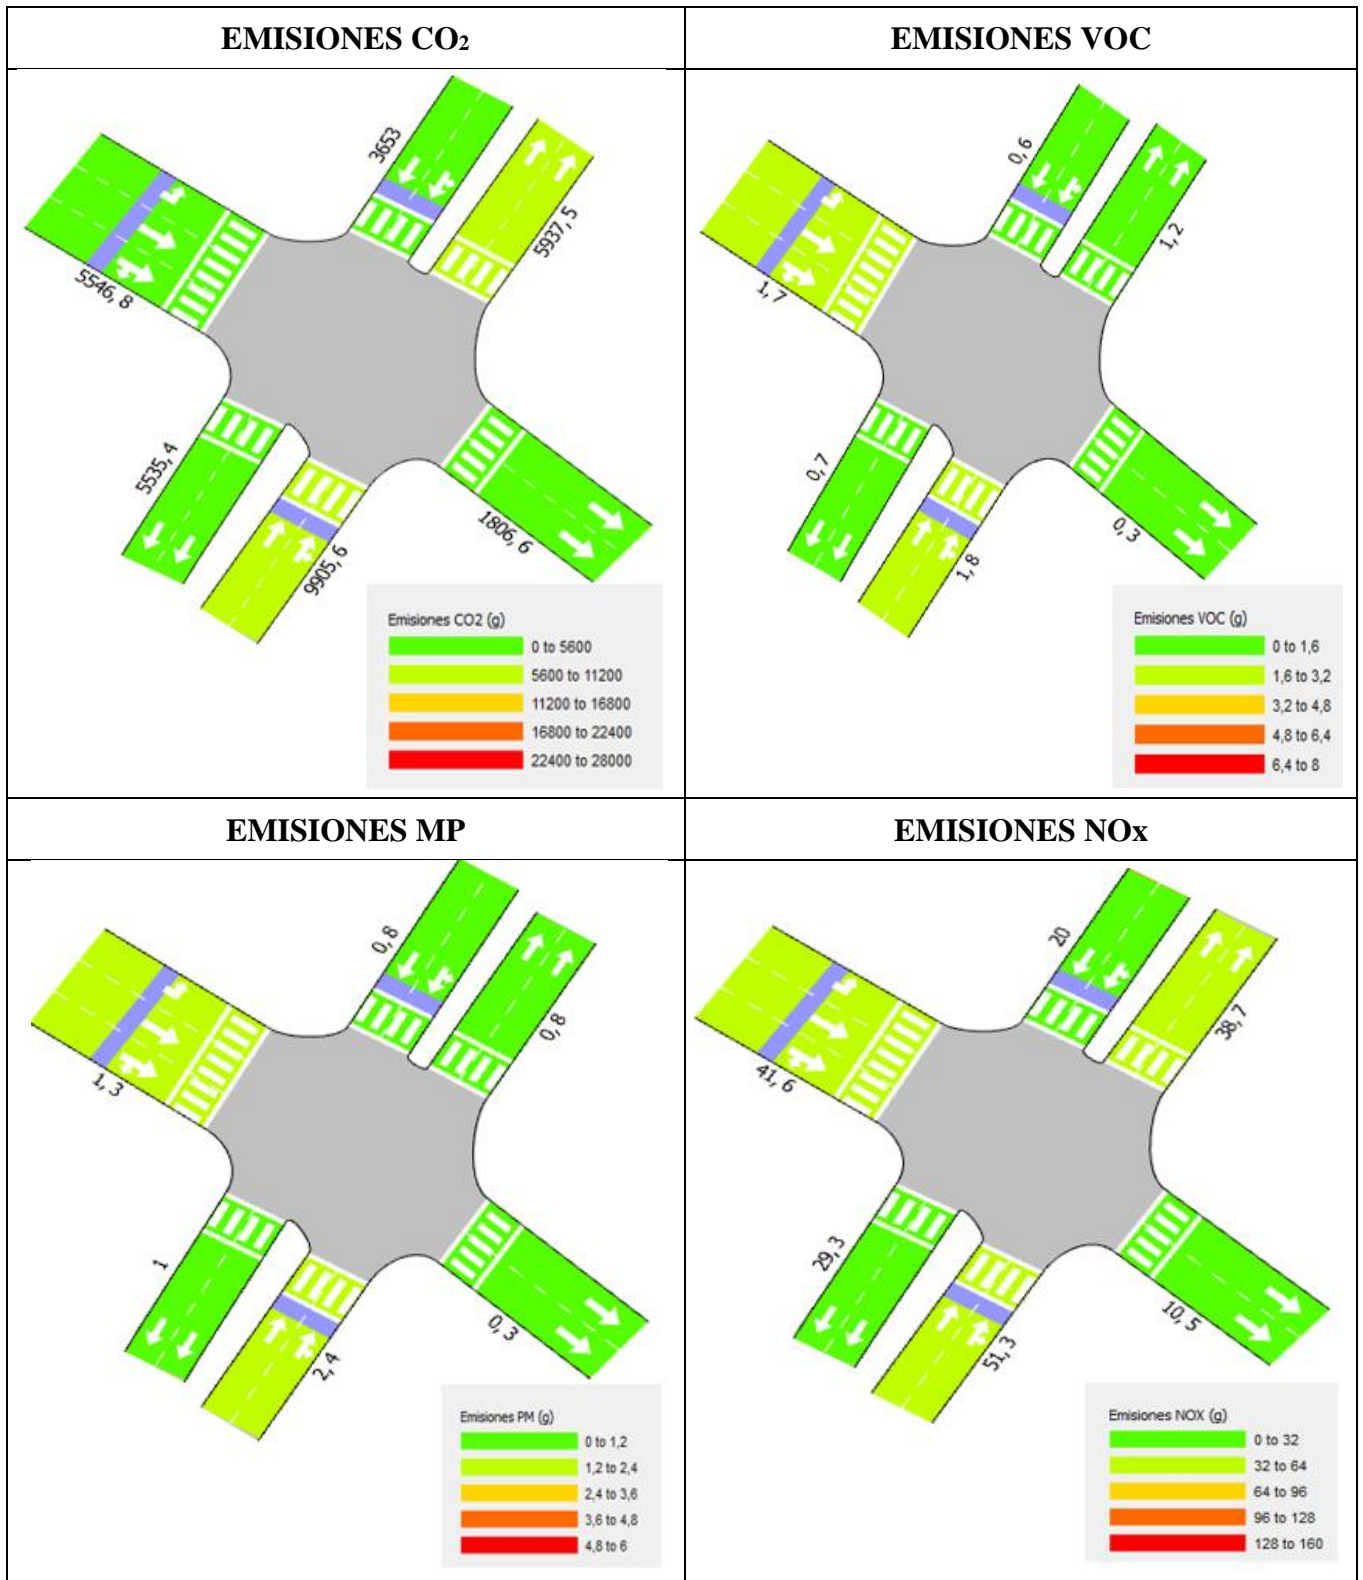 EMISIONES CO₂
EMISIONES VOC
3653
5937, 5
5546, 8
5535, 4
9905, 6
1806, 6
Emisiones CO2 (g)
0 to 5600
5600 to 11200
11200 to 16800
16800 to 22400
22400 to 28000
0, 6
1, 2
1, 7
0, 7
1, 8
0, 3
Emisiones VOC (g)
0 to 1,6
1,6 to 3,2
3,2 to 4,8
4,8 to 6,4
6,4 to 8
EMISIONES MP
EMISIONES NOx
0, 8
0, 8
1, 3
1
2, 4
0, 3
Emisiones PM (g)
0 to 1,2
1,2 to 2,4
2,4 to 3,6
3,6 to 4,8
4,8 to 6
20
38, 7
41, 6
29, 3
51, 3
10, 5
Emisiones NOX (g)
0 to 32
32 to 64
64 to 96
96 to 128
128 to 160